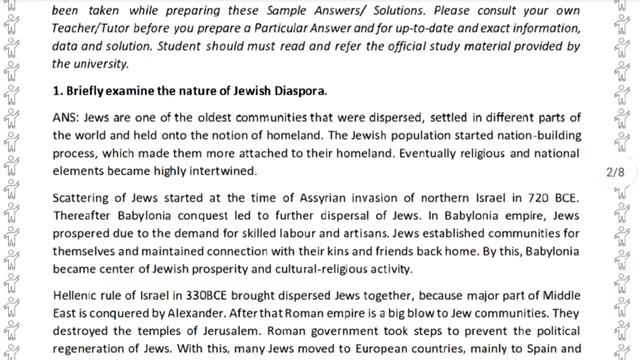 been taken while preparing these Sample Answers/ Solutions. Please consult your own
Teacher/Tutor before you prepare a Particular Answer and for up-to-date and exact information,
data and solution. Student should must read and refer the official study material provided by
the university.
1. Briefly examine the nature of Jewish Diaspora.
ANS: Jews are one of the oldest communities that were dispersed, settled in different parts of
the world and held onto the notion of homeland. The Jewish population started nation-building
process, which made them more attached to their homeland. Eventually religious and national
elements became highly intertwined.
2/8
Scattering of Jews started at the time of Assyrian invasion of northern Israel in 720 BCE.
Thereafter Babylonia conquest led to further dispersal of Jews. In Babylonia empire, Jews
prospered due to the demand for skilled labour and artisans. Jews established communities for
themselves and maintained connection with their kins and friends back home. By this, Babylonia
became center of Jewish prosperity and cultural-religious activity.
Hellenic rule of Israel in 330BCE brought dispersed Jews together, because major part of Middle
East is conquered by Alexander. After that Roman empire is a big blow to Jew communities. They
destroyed the temples of Jerusalem. Roman government took steps to prevent the political
regeneration of Jews. With this, many Jews moved to European countries, mainly to Spain and